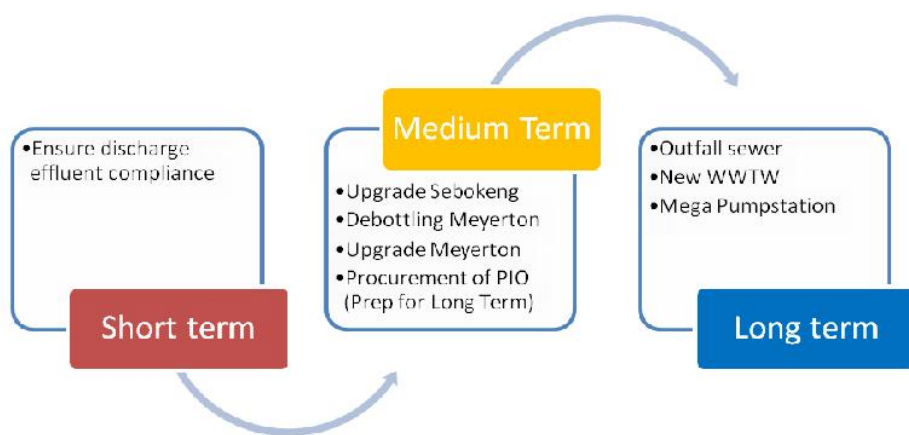 •Ensure discharge
effluent compliance
Short term
Medium Term
•Upgrade Sebokeng
•Debottling Meyerton
•Upgrade Meyerton
•Procurement of PIO
(Prep for Long Term)
•Outfall sewer
•New WWTW
•Mega Pumpstation
Long term